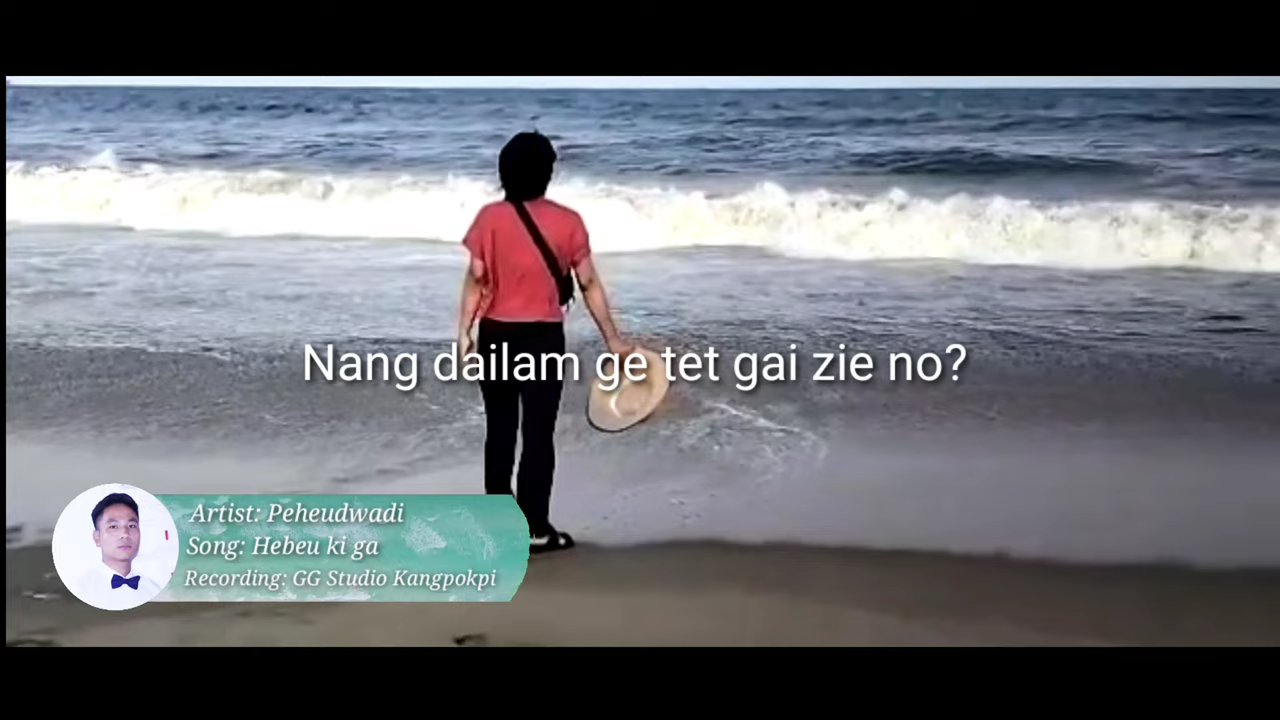 Nang dailam ge tet gai zie no?
Artist: Peheudwadi
Song: Hebeu ki ga
Recording: GG Studio Kangpokpi